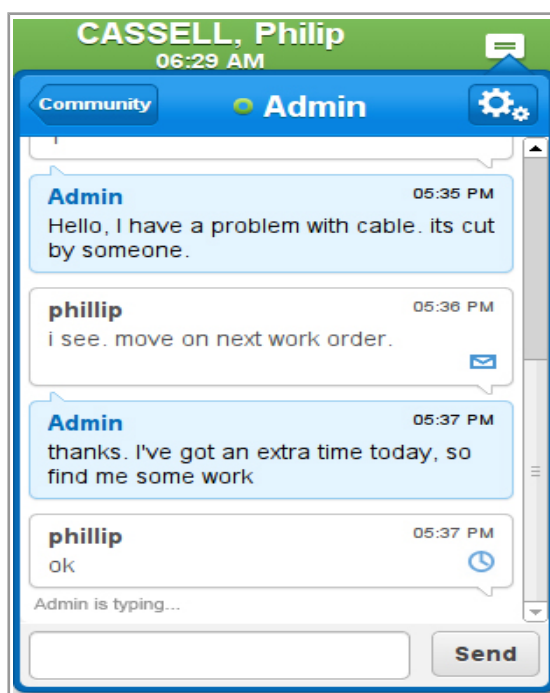 CASSELL, Philip
06:29 AM
Community
Admin
Admin 05:35 PM
Hello, I have a problem with cable. its cut
by someone.
phillip 05:36 PM
i see. move on next work order.
Admin 05:37 PM
thanks. I've got an extra time today, so
find me some work
phillip 05:37 PM
ok
Admin is typing...
Send